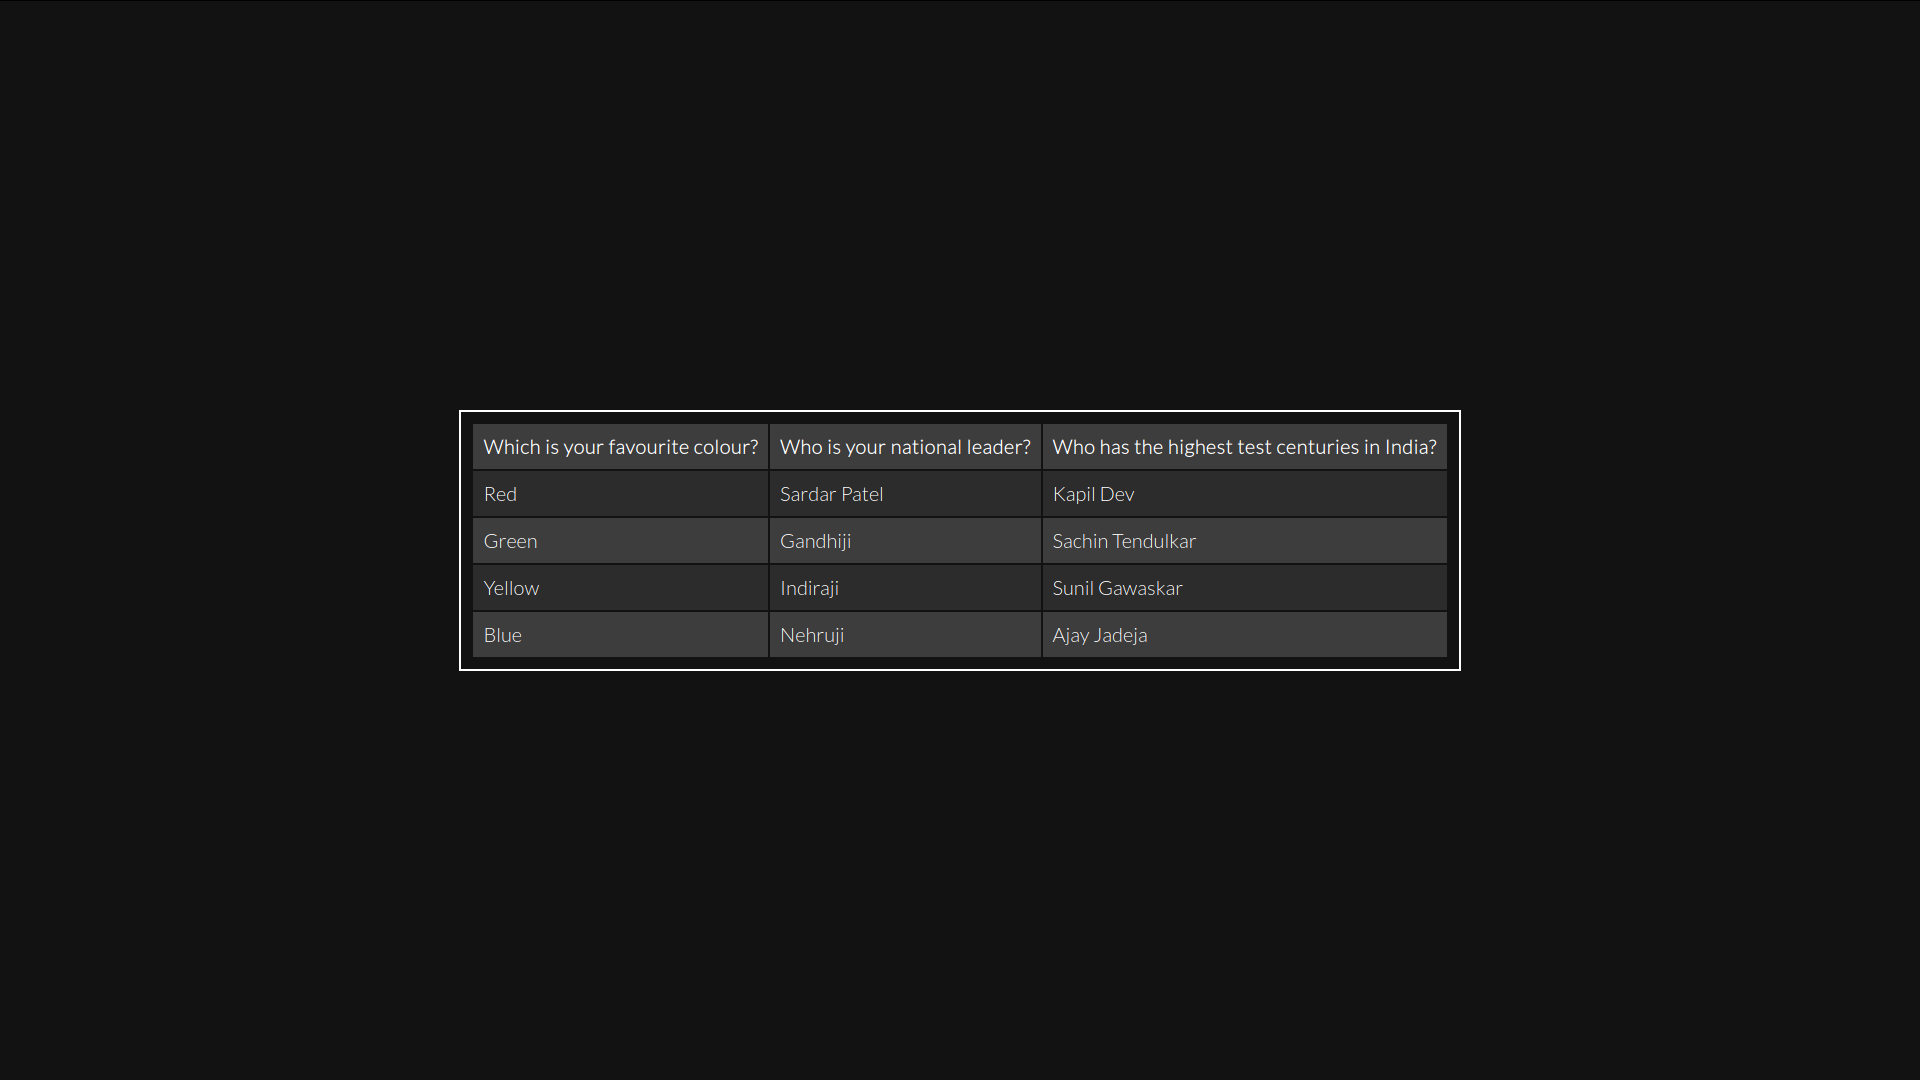 Which is your favourite colour? Who is your national leader? Who has the highest test centuries in India?
Red Sardar Patel Kapil Dev
Green Gandhiji Sachin Tendulkar
Yellow Indiraji Sunil Gawaskar
Blue Nehruji Ajay Jadeja